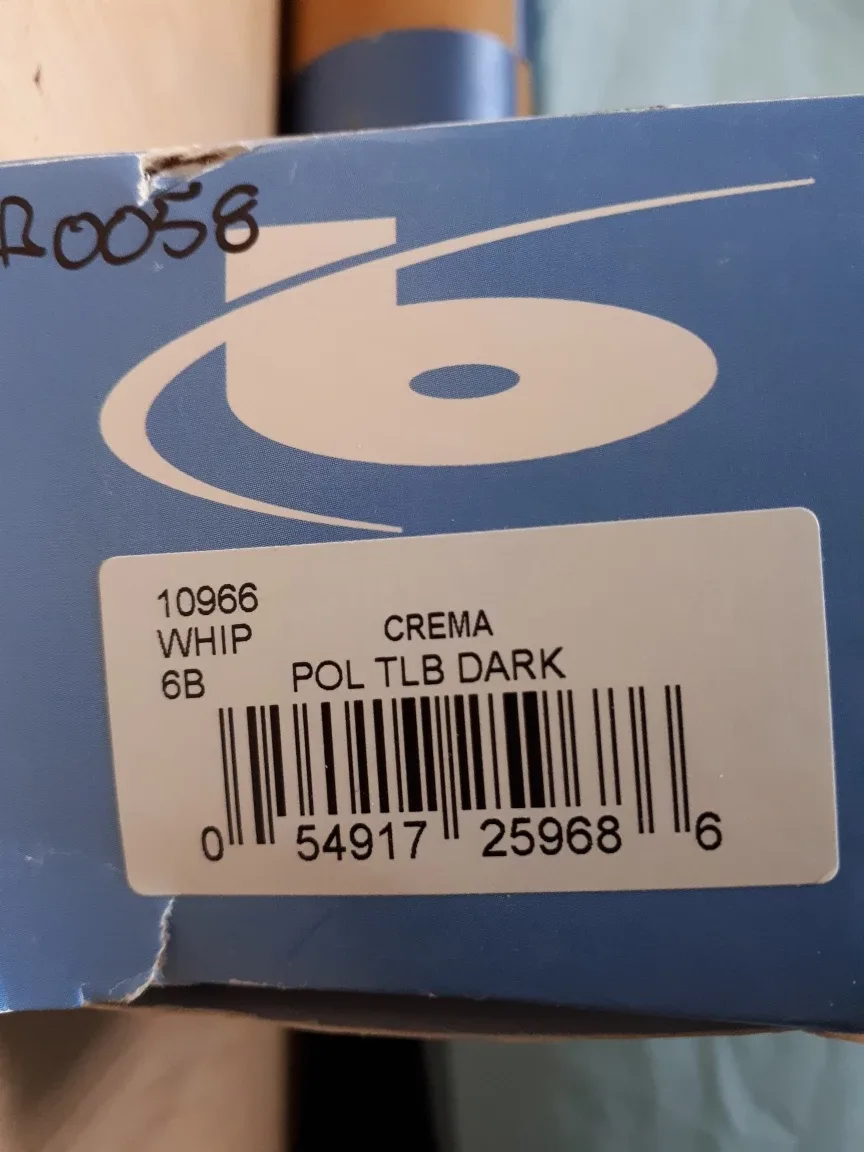 R0058
b
10966
WHIP
6B
CREMA
POL TLB DARK
0 54917 25968 6